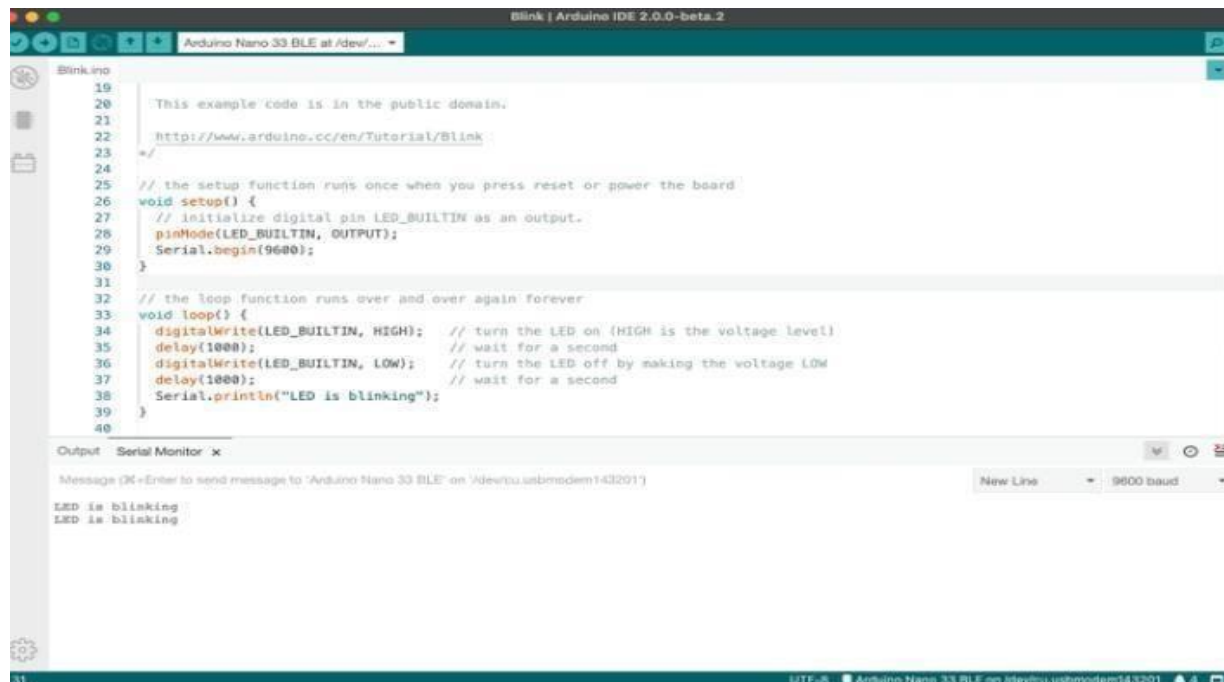 Blink | Arduino IDE 2.0.0-beta.2
Arduino Nano 33 BLE at /dev/...
Blink.ino
19
20 This example code is in the public domain.
21
22 http://www.arduino.cc/en/Tutorial/Blink
23 */
24
25 // the setup function runs once when you press reset or power the board
26 void setup() {
27 // initialize digital pin LED_BUILTIN as an output.
28 pinMode(LED_BUILTIN, OUTPUT);
29 Serial.begin(9600);
30 }
31
32 // the loop function runs over and over again forever
33 void loop() {
34 digitalWrite(LED_BUILTIN, HIGH); // turn the LED on (HIGH is the voltage level)
35 delay(1000); // wait for a second
36 digitalWrite(LED_BUILTIN, LOW); // turn the LED off by making the voltage LOW
37 delay(1000); // wait for a second
38 Serial.println("LED is blinking");
39 }
40
Output Serial Monitor x
Message (⌘+Enter to send message to 'Arduino Nano 33 BLE' on '/dev/cu.usbmodem143201') New Line 9600 baud
LED is blinking
LED is blinking
31 UTF-8 Arduino Nano 33 BLE on /dev/cu.usbmodem143201 4